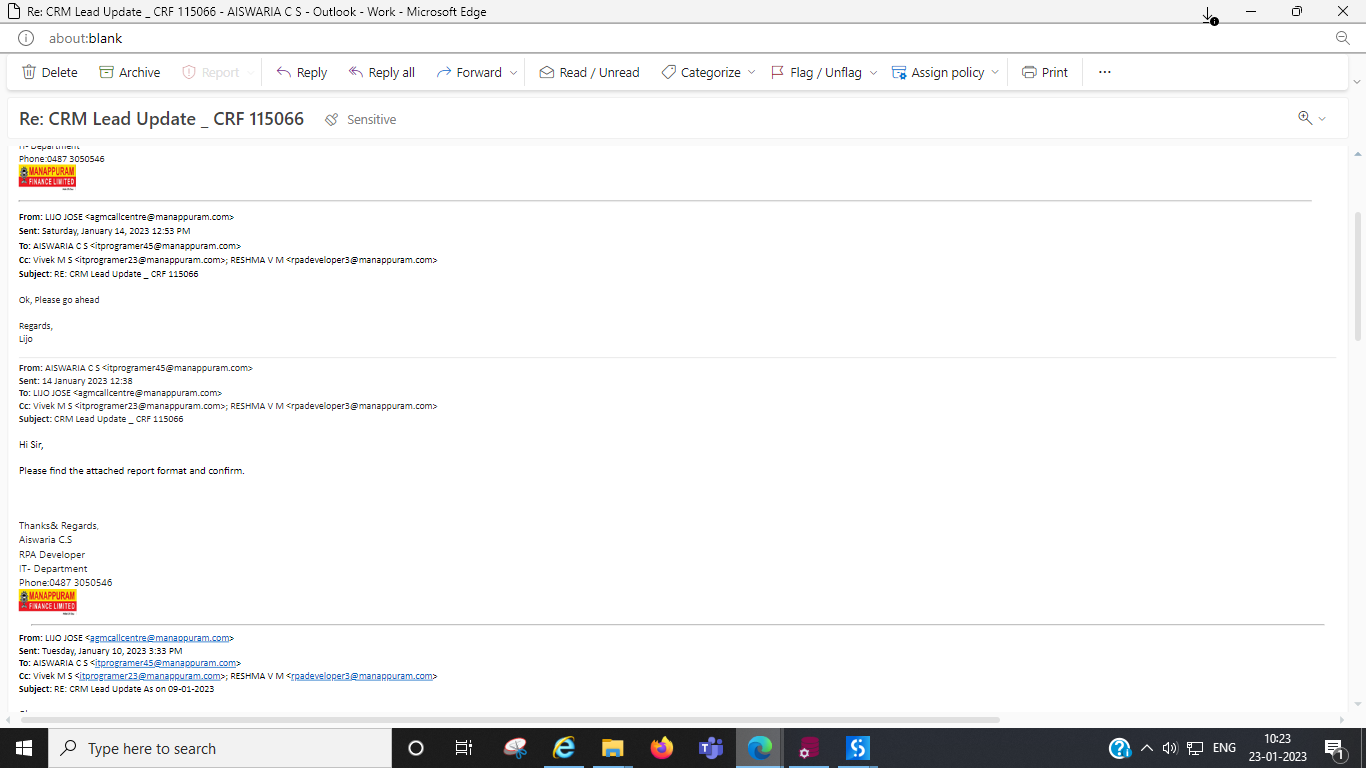 Re: CRM Lead Update _ CRF 115066 - AISWARIA C S - Outlook - Work - Microsoft Edge
about:blank
Delete Archive Report Reply Reply all Forward Read / Unread Categorize Flag / Unflag Assign policy Print ...
Re: CRM Lead Update _ CRF 115066 Sensitive
IT- Department
Phone:0487 3050546
MANAPPURAM
FINANCE LIMITED
From: LIJO JOSE <agmcallcentre@manappuram.com>
Sent: Saturday, January 14, 2023 12:53 PM
To: AISWARIA C S <itprogramer45@manappuram.com>
Cc: Vivek M S <itprogramer23@manappuram.com>; RESHMA V M <rpadeveloper3@manappuram.com>
Subject: RE: CRM Lead Update _ CRF 115066
Ok, Please go ahead
Regards,
Lijo
From: AISWARIA C S <itprogramer45@manappuram.com>
Sent: 14 January 2023 12:38
To: LIJO JOSE <agmcallcentre@manappuram.com>
Cc: Vivek M S <itprogramer23@manappuram.com>; RESHMA V M <rpadeveloper3@manappuram.com>
Subject: CRM Lead Update _ CRF 115066
Hi Sir,
Please find the attached report format and confirm.
Thanks& Regards,
Aiswaria C.S
RPA Developer
IT- Department
Phone:0487 3050546
MANAPPURAM
FINANCE LIMITED
From: LIJO JOSE <agmcallcentre@manappuram.com>
Sent: Tuesday, January 10, 2023 3:33 PM
To: AISWARIA C S <itprogramer45@manappuram.com>
Cc: Vivek M S <itprogramer23@manappuram.com>; RESHMA V M <rpadeveloper3@manappuram.com>
Subject: RE: CRM Lead Update As on 09-01-2023
Type here to search
ENG
10:23
23-01-2023
1